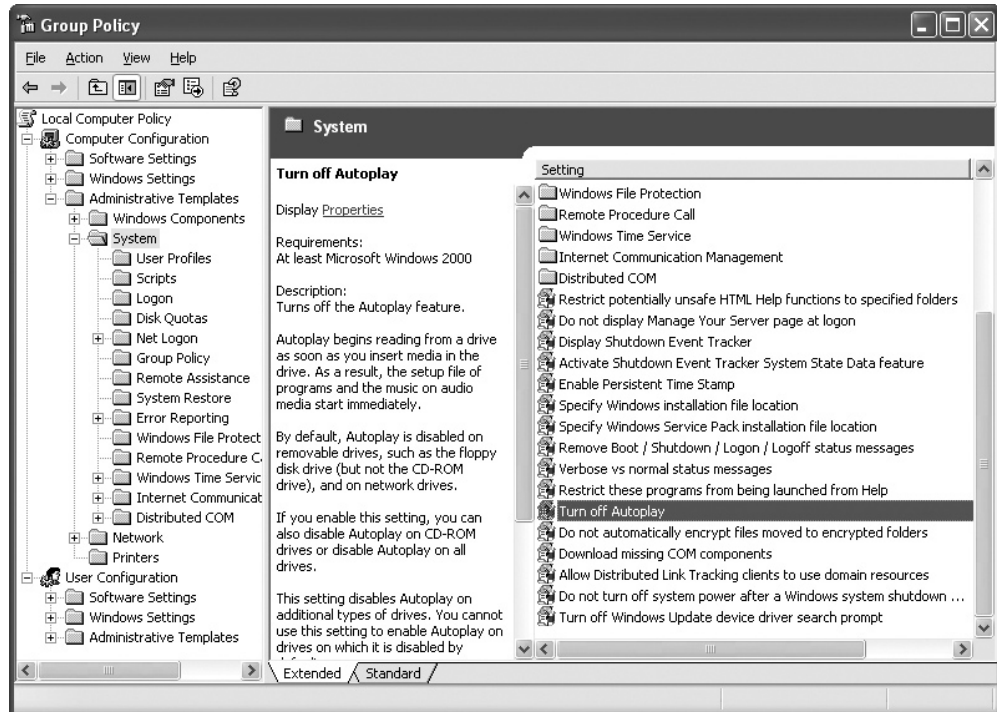 Group Policy
File Action View Help
Local Computer Policy
Computer Configuration
Software Settings
Windows Settings
Administrative Templates
Windows Components
System
User Profiles
Scripts
Logon
Disk Quotas
Net Logon
Group Policy
Remote Assistance
System Restore
Error Reporting
Windows File Protect
Remote Procedure C
Windows Time Servic
Internet Communicat
Distributed COM
Network
Printers
User Configuration
Software Settings
Windows Settings
Administrative Templates
System
Turn off Autoplay
Display Properties
Requirements:
At least Microsoft Windows 2000
Description:
Turns off the Autoplay feature.
Autoplay begins reading from a drive
as soon as you insert media in the
drive. As a result, the setup file of
programs and the music on audio
media start immediately.
By default, Autoplay is disabled on
removable drives, such as the floppy
disk drive (but not the CD-ROM
drive), and on network drives.
If you enable this setting, you can
also disable Autoplay on CD-ROM
drives or disable Autoplay on all
drives.
This setting disables Autoplay on
additional types of drives. You cannot
use this setting to enable Autoplay on
drives on which it is disabled by
Setting
Windows File Protection
Remote Procedure Call
Windows Time Service
Internet Communication Management
Distributed COM
Restrict potentially unsafe HTML Help functions to specified folders
Do not display Manage Your Server page at logon
Display Shutdown Event Tracker
Activate Shutdown Event Tracker System State Data feature
Enable Persistent Time Stamp
Specify Windows installation file location
Specify Windows Service Pack installation file location
Remove Boot / Shutdown / Logon / Logoff status messages
Verbose vs normal status messages
Restrict these programs from being launched from Help
Turn off Autoplay
Do not automatically encrypt files moved to encrypted folders
Download missing COM components
Allow Distributed Link Tracking clients to use domain resources
Do not turn off system power after a Windows system shutdown ...
Turn off Windows Update device driver search prompt
Extended Standard